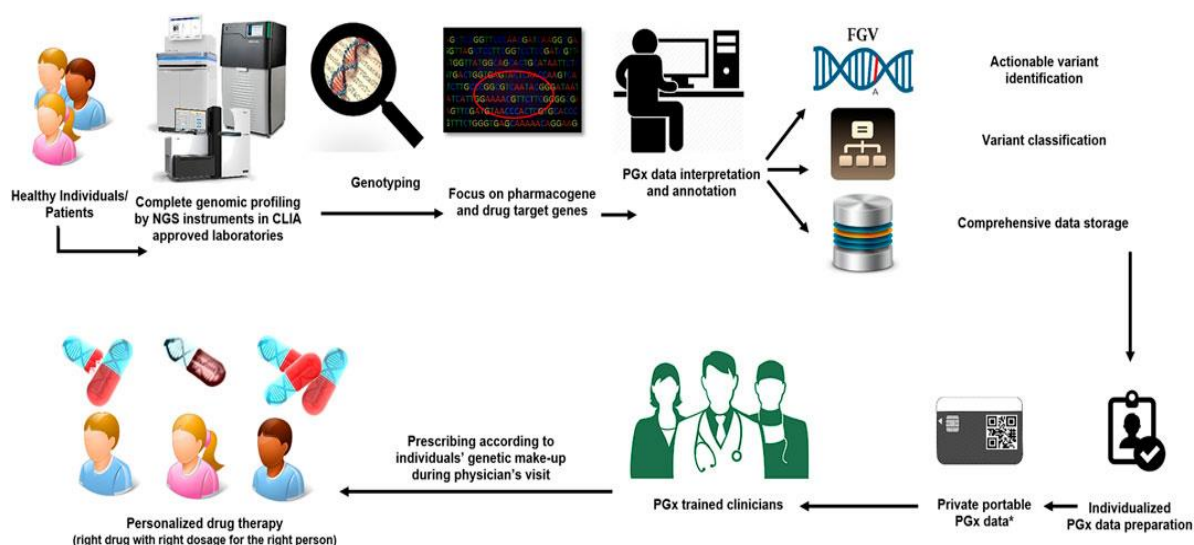 FGV
A
Actionable variant
identification
Variant classification
Comprehensive data storage
Healthy Individuals/
Patients
Complete genomic profiling
by NGS instruments in CLIA
approved laboratories
Genotyping
Focus on pharmacogene
and drug target genes
PGx data interpretation
and annotation
Individualized
PGx data preparation
Private portable
PGx data*
PGx trained clinicians
Prescribing according to
individuals' genetic make-up
during physician's visit
Personalized drug therapy
(right drug with right dosage for the right person)